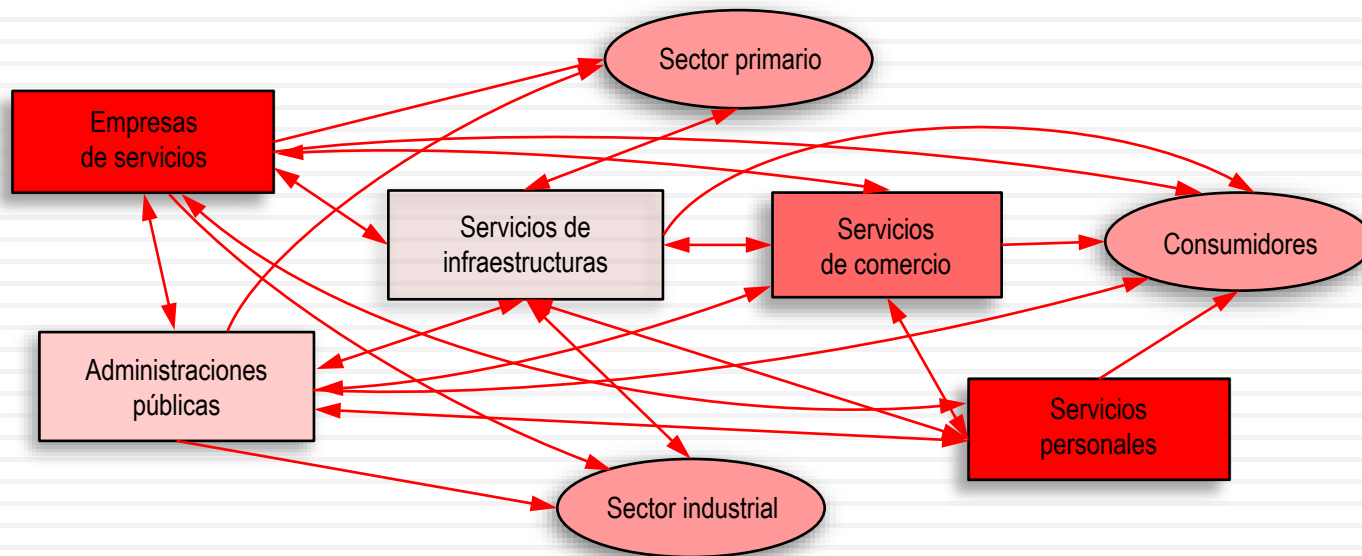 Sector primario
Empresas
de servicios
Servicios de
infraestructuras
Servicios
de comercio
Consumidores
Administraciones
públicas
Servicios
personales
Sector industrial